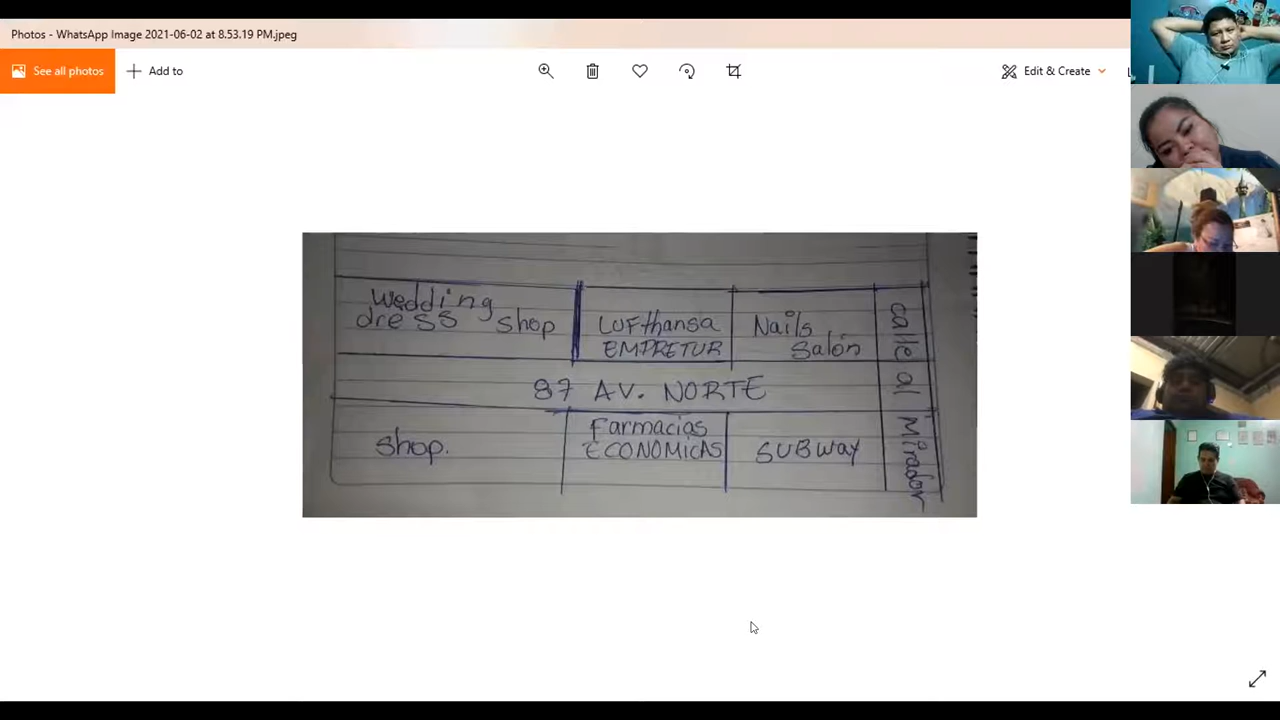 Photos - WhatsApp Image 2021-06-02 at 8.53.19 PM.jpeg
See all photos
Add to
Edit & Create
Wedding
dress shop
LUFthansa
EMPRETUR
Nails
Salón
calle al Mirador
87 AV. NORTE
shop.
Farmacias
ECONOMICAS
SUBWAY